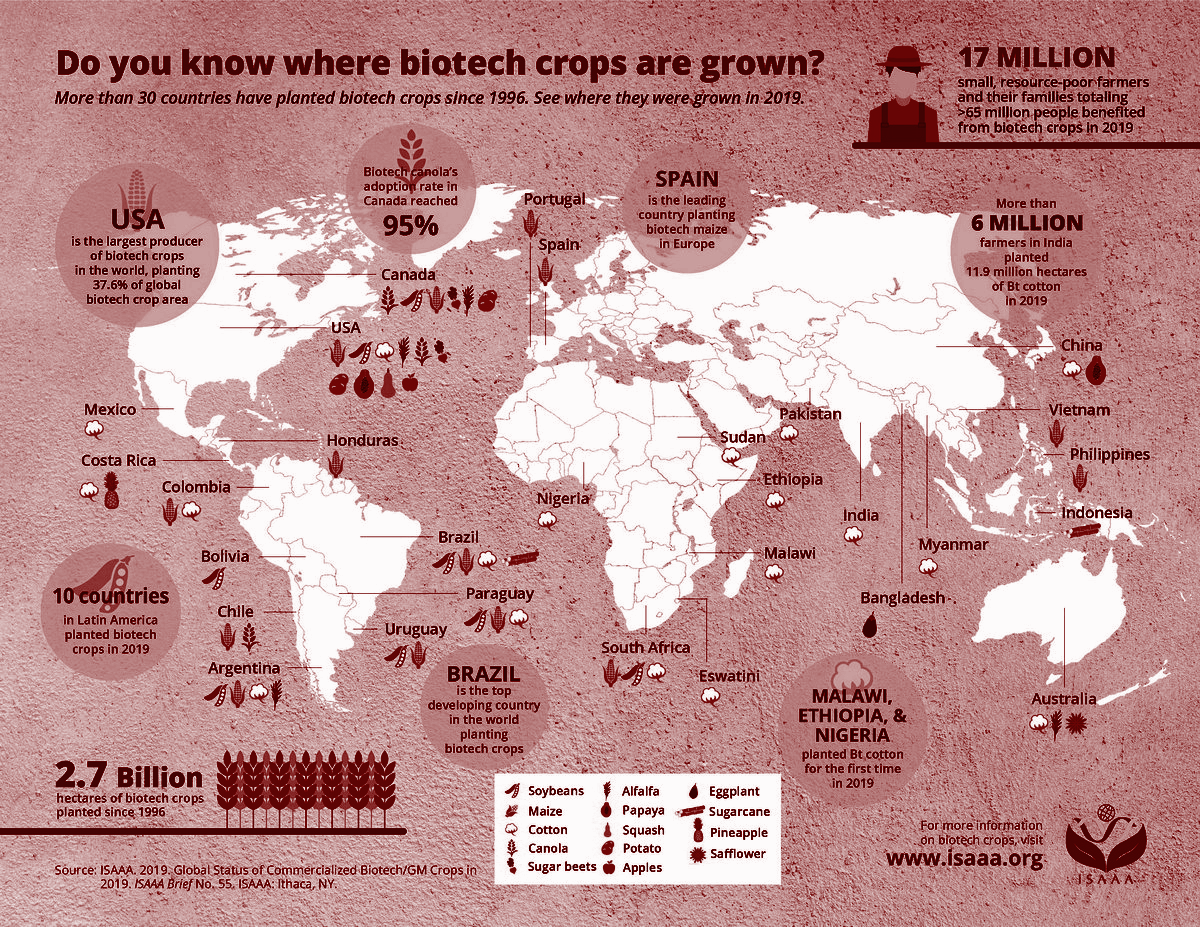 Do you know where biotech crops are grown?
More than 30 countries have planted biotech crops since 1996. See where they were grown in 2019.
17 MILLION
small, resource-poor farmers
and their families totaling
>65 million people benefited
from biotech crops in 2019
USA
is the largest producer
of biotech crops
in the world, planting
37.6% of global
biotech crop area
Biotech canola's
adoption rate in
Canada reached
95%
SPAIN
is the leading
country planting
biotech maize
in Europe
More than
6 MILLION
farmers in India
planted
11.9 million hectares
of Bt cotton
in 2019
Portugal
Spain
Canada
USA
China
Mexico
Honduras
Costa Rica
Colombia
Pakistan
Sudan
Vietnam
Philippines
Nigeria
Ethiopia
India
Indonesia
Brazil
Myanmar
Bolivia
Malawi
Paraguay
Bangladesh
Chile
Uruguay
South Africa
Argentina
Eswatini
Australia
10 countries
in Latin America
planted biotech
crops in 2019
BRAZIL
is the top
developing country
in the world
planting
biotech crops
MALAWI,
ETHIOPIA, &
NIGERIA
planted Bt cotton
for the first time
in 2019
2.7 Billion
hectares of biotech crops
planted since 1996
Soybeans
Maize
Cotton
Canola
Sugar beets
Alfalfa
Papaya
Squash
Potato
Apples
Eggplant
Sugarcane
Pineapple
Safflower
For more information
on biotech crops, visit
www.isaaa.org
ISAAA
Source: ISAAA. 2019. Global Status of Commercialized Biotech/GM Crops in
2019. ISAAA Brief No. 55. ISAAA: Ithaca, NY.